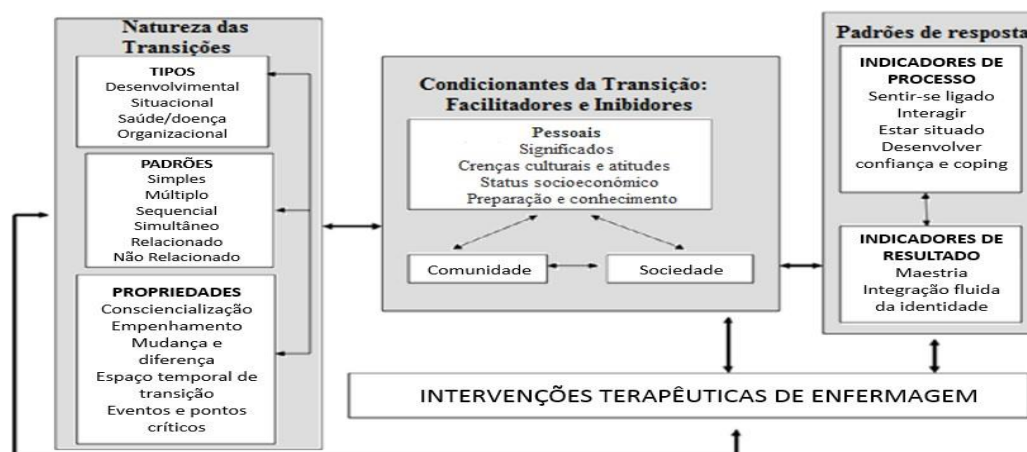 Natureza das
Transições
TIPOS
Desenvolvimental
Situacional
Saúde/doença
Organizacional
PADRÕES
Simples
Múltiplo
Sequencial
Simultâneo
Relacionado
Não Relacionado
PROPRIEDADES
Consciencialização
Empenhamento
Mudança e
diferença
Espaço temporal de
transição
Eventos e pontos
críticos
Condicionantes da Transição:
Facilitadores e Inibidores
Pessoais
Significados
Crenças culturais e atitudes
Status socioeconómico
Preparação e conhecimento
Comunidade
Sociedade
Padrões de resposta
INDICADORES DE
PROCESSO
Sentir-se ligado
Interagir
Estar situado
Desenvolver
confiança e coping
INDICADORES DE
RESULTADO
Maestria
Integração fluida
da identidade
INTERVENÇÕES TERAPÊUTICAS DE ENFERMAGEM